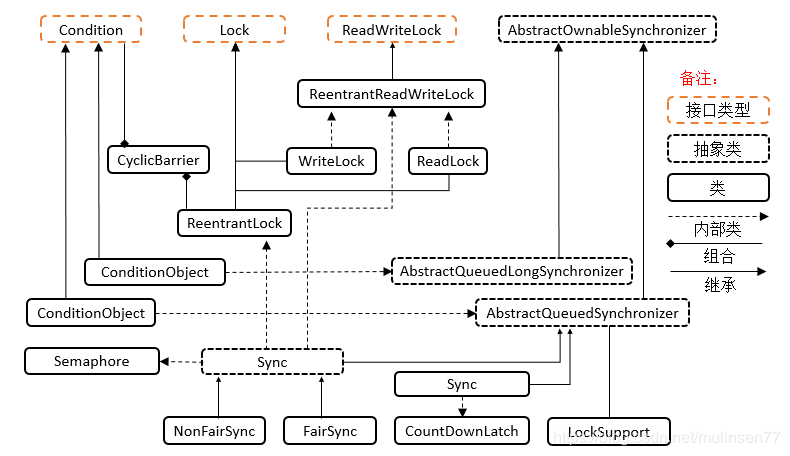 Condition
Lock
ReadWriteLock
AbstractOwnableSynchronizer
备注：
ReentrantReadWriteLock
接口类型
抽象类
CyclicBarrier
WriteLock
ReadLock
类
ReentrantLock
内部类
组合
ConditionObject
AbstractQueuedLongSynchronizer
继承
ConditionObject
AbstractQueuedSynchronizer
Semaphore
Sync
Sync
NonFairSync
FairSync
CountDownLatch
LockSupport
https://blog.csdn.net/mulinsen77